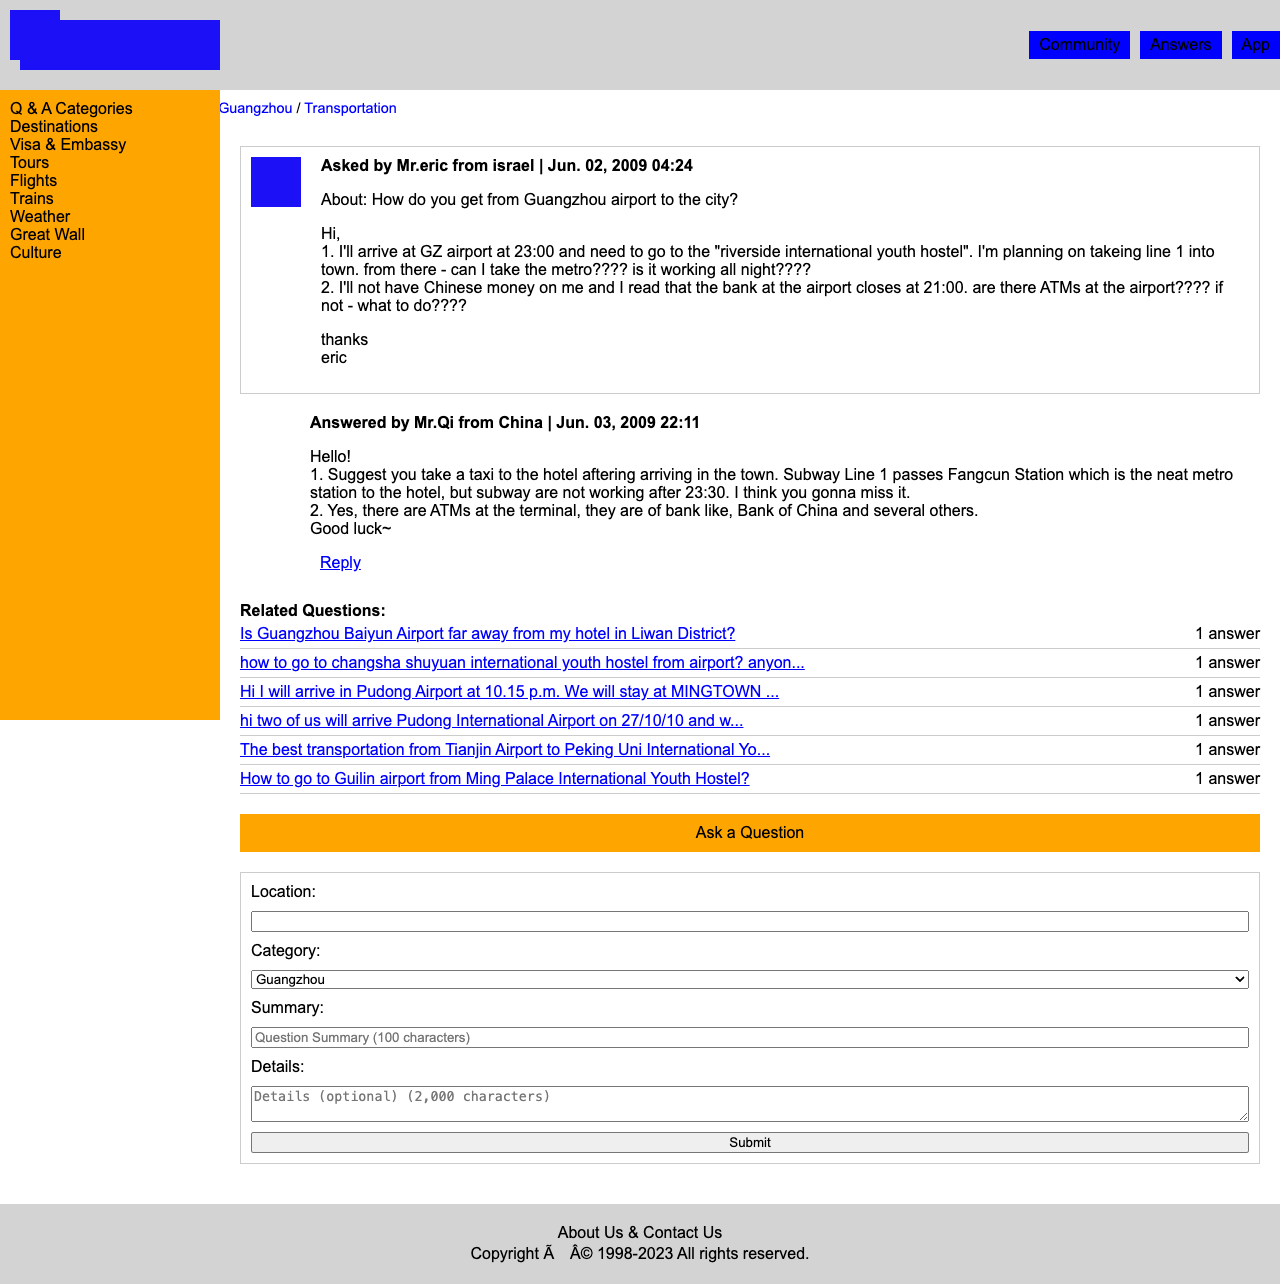 Community
Answers
App
Q & A Categories
Destinations
Visa & Embassy
Tours
Flights
Trains
Weather
Great Wall
Culture
Guangzhou / Transportation
Asked by Mr.eric from israel | Jun. 02, 2009 04:24
About: How do you get from Guangzhou airport to the city?
Hi,
1. I'll arrive at GZ airport at 23:00 and need to go to the "riverside international youth hostel". I'm planning on takeing line 1 into
town. from there - can I take the metro???? is it working all night????
2. I'll not have Chinese money on me and I read that the bank at the airport closes at 21:00. are there ATMs at the airport???? if
not - what to do????
thanks
eric
Answered by Mr.Qi from China | Jun. 03, 2009 22:11
Hello!
1. Suggest you take a taxi to the hotel aftering arriving in the town. Subway Line 1 passes Fangcun Station which is the neat metro
station to the hotel, but subway are not working after 23:30. I think you gonna miss it.
2. Yes, there are ATMs at the terminal, they are of bank like, Bank of China and several others.
Good luck~
Reply
Related Questions:
Is Guangzhou Baiyun Airport far away from my hotel in Liwan District? 1 answer
how to go to changsha shuyuan international youth hostel from airport? anyon... 1 answer
Hi I will arrive in Pudong Airport at 10.15 p.m. We will stay at MINGTOWN ... 1 answer
hi two of us will arrive Pudong International Airport on 27/10/10 and w... 1 answer
The best transportation from Tianjin Airport to Peking Uni International Yo... 1 answer
How to go to Guilin airport from Ming Palace International Youth Hostel? 1 answer
Ask a Question
Location:
Category:
Guangzhou
Summary:
Question Summary (100 characters)
Details:
Details (optional) (2,000 characters)
Submit
About Us & Contact Us
Copyright Ã Â© 1998-2023 All rights reserved.